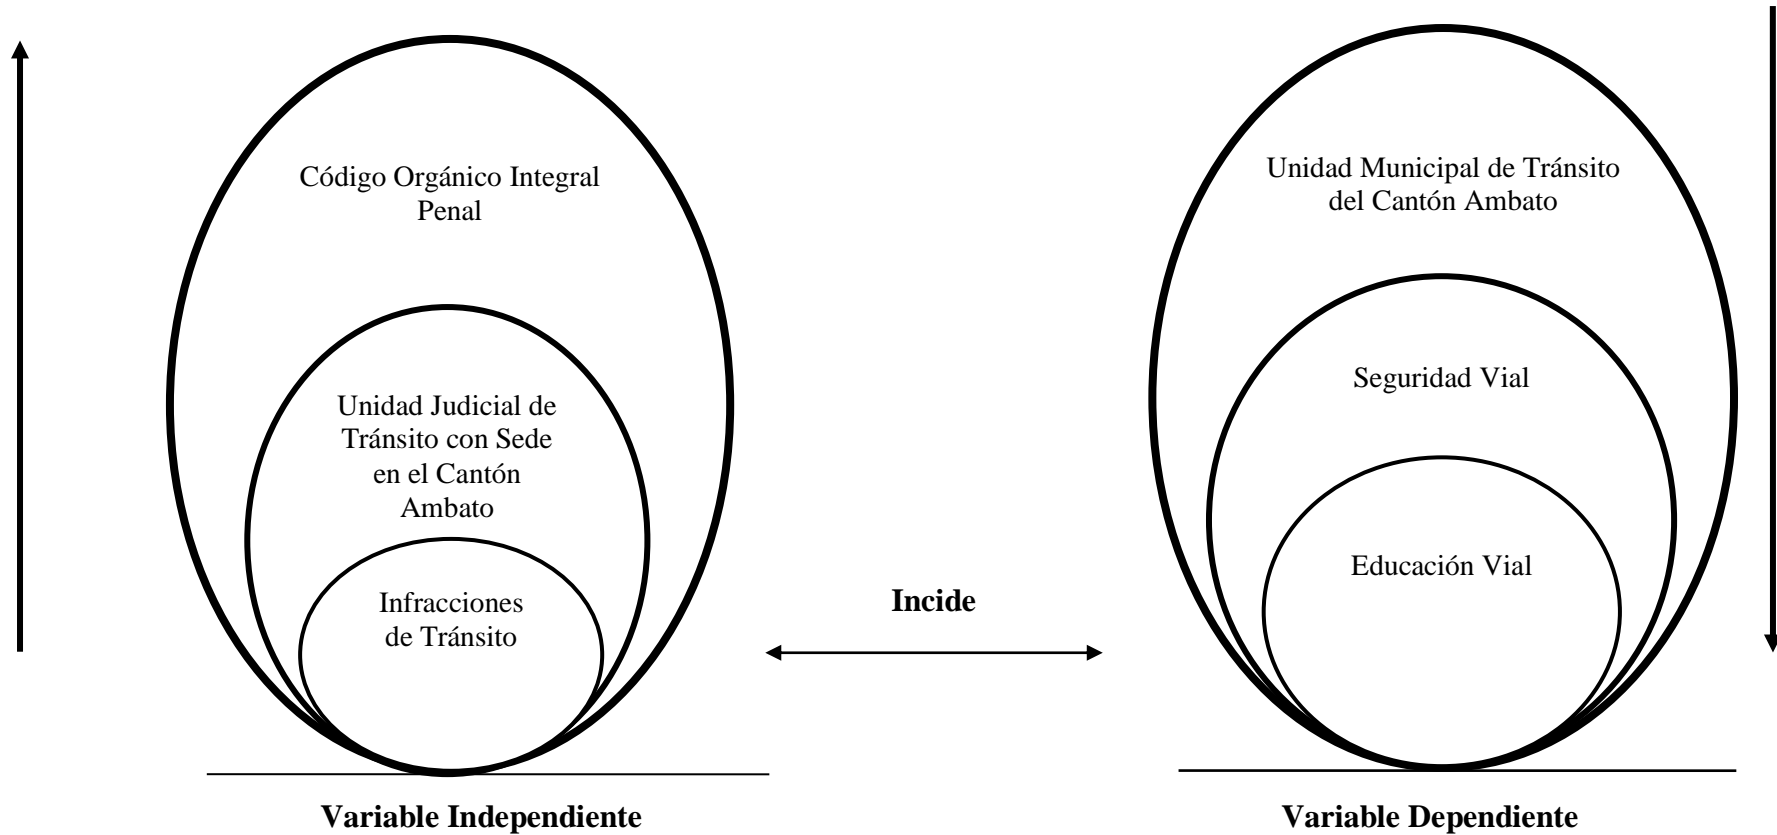 Código Orgánico Integral
Penal
Unidad Judicial de
Tránsito con Sede
en el Cantón
Ambato
Infracciones
de Tránsito
Variable Independiente
Incide
Unidad Municipal de Tránsito
del Cantón Ambato
Seguridad Vial
Educación Vial
Variable Dependiente